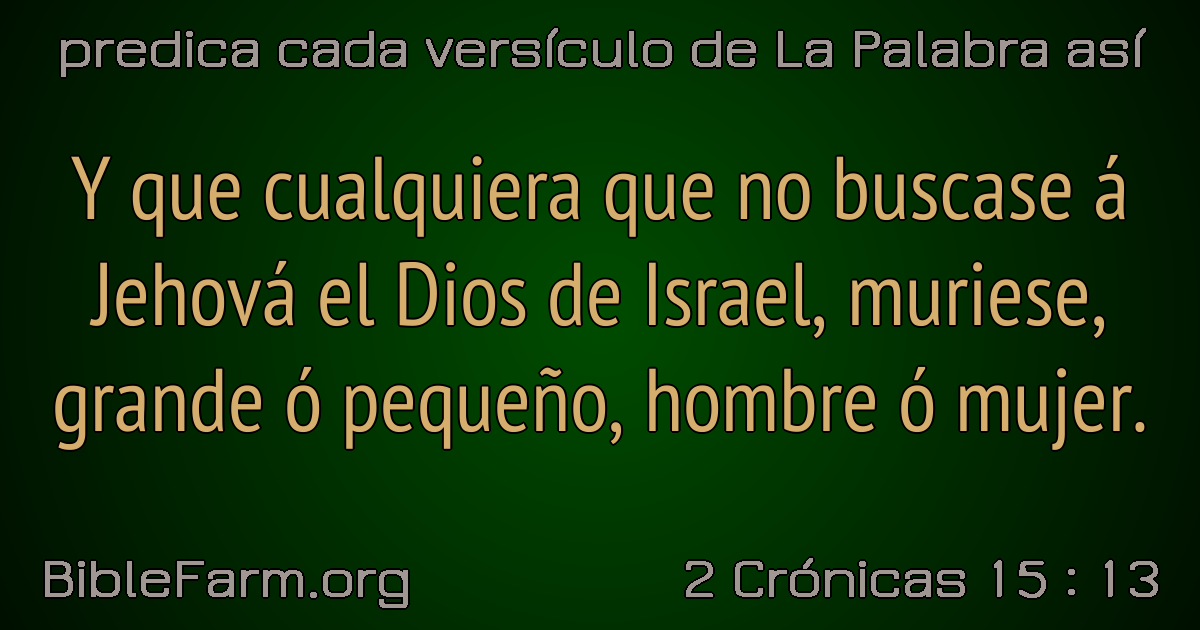 predica cada versículo de La Palabra así
Y que cualquiera que no buscase á
Jehová el Dios de Israel, muriese,
grande ó pequeño, hombre ó mujer.
BibleFarm.org
2 Crónicas 15 : 13